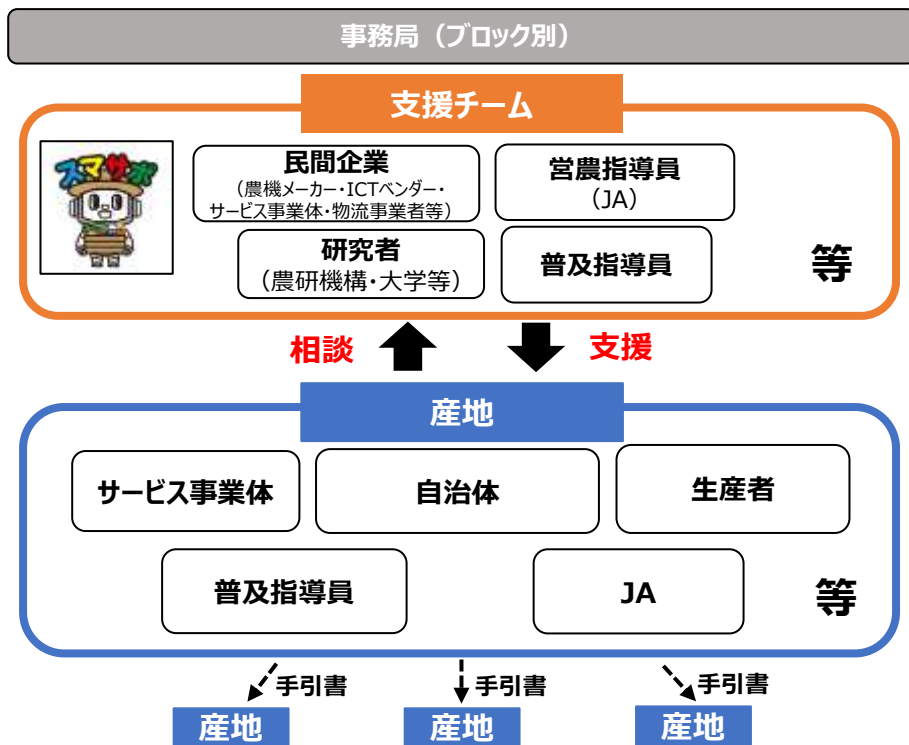 事務局（ブロック別）
支援チーム
スマサポ
民間企業
（農機メーカー・ICTベンダー・
サービス事業体・物流事業者等）
営農指導員
（JA）
研究者
（農研機構・大学等）
普及指導員
等
相談
支援
産地
サービス事業体
自治体
生産者
普及指導員
JA
等
手引書
手引書
手引書
産地
産地
産地